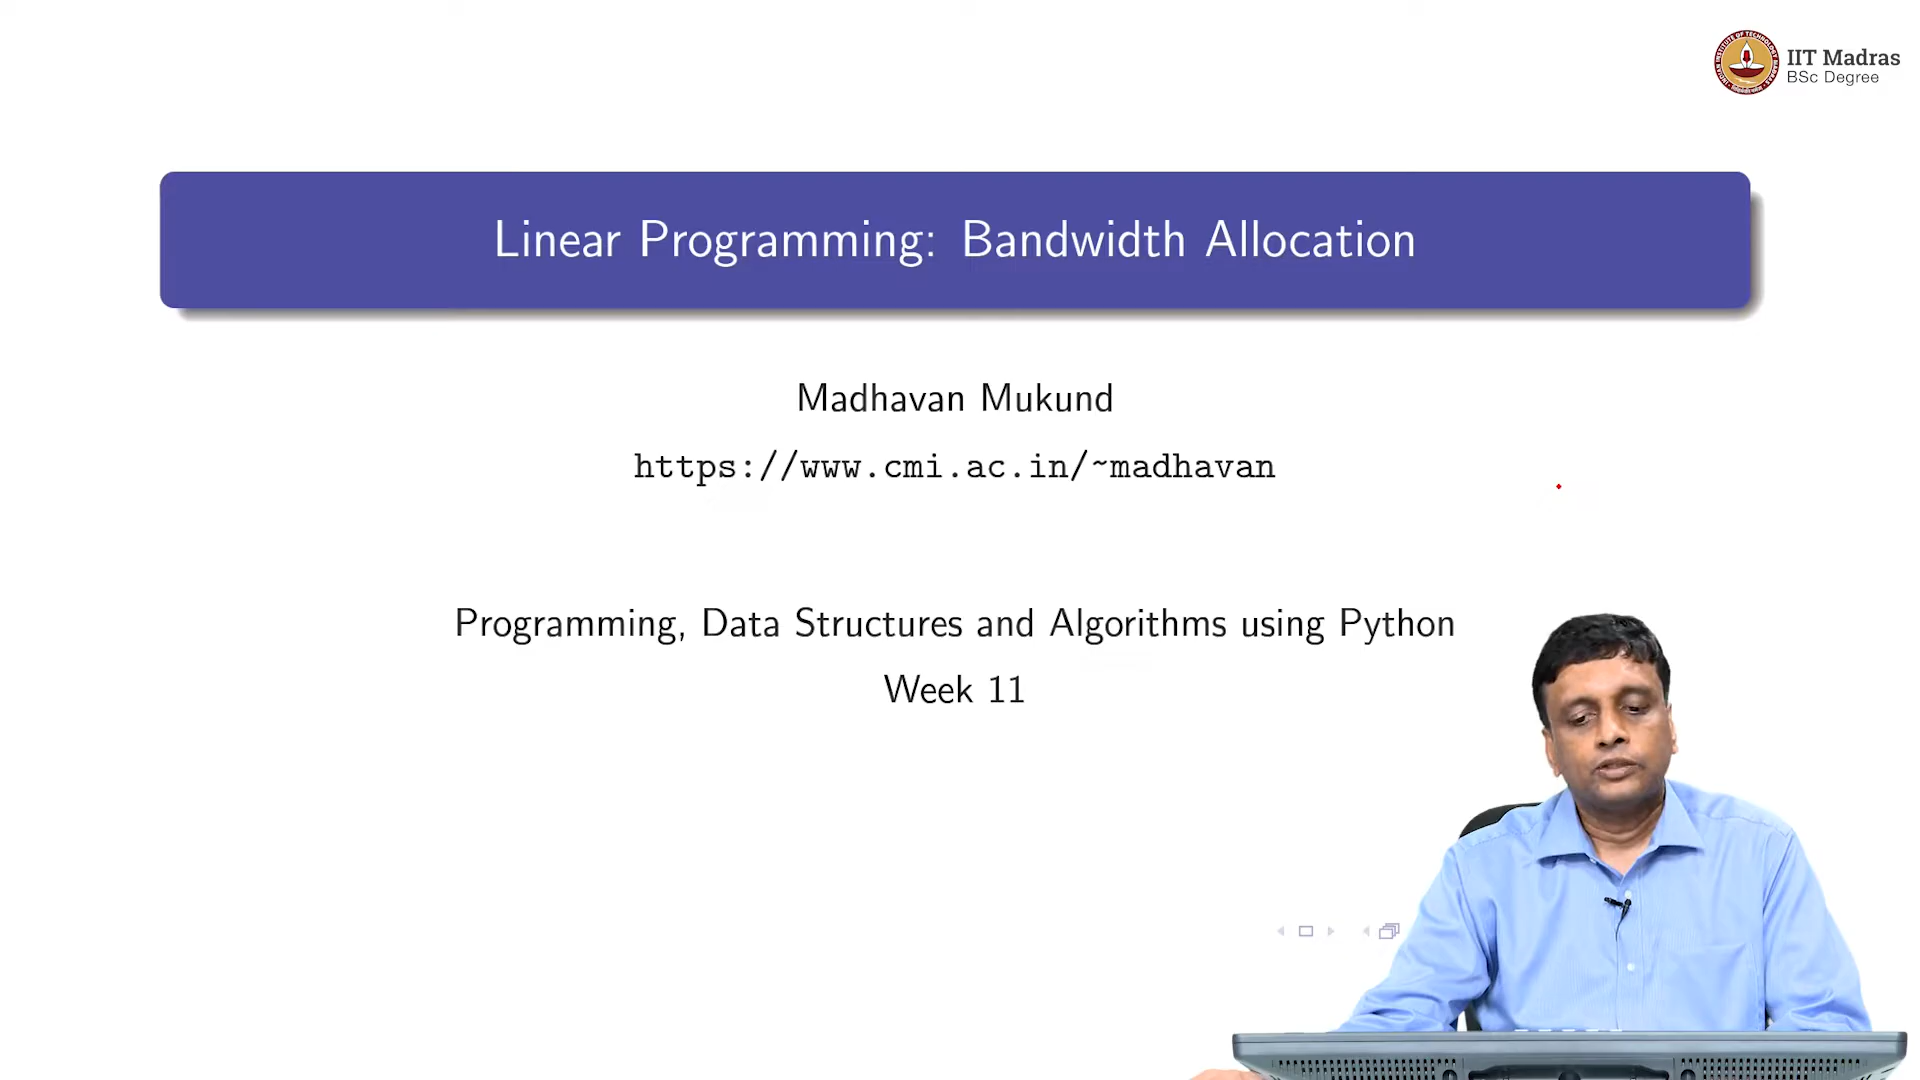 IIT Madras
BSc Degree
Linear Programming: Bandwidth Allocation
Madhavan Mukund
https://www.cmi.ac.in/~madhavan
Programming, Data Structures and Algorithms using Python
Week 11